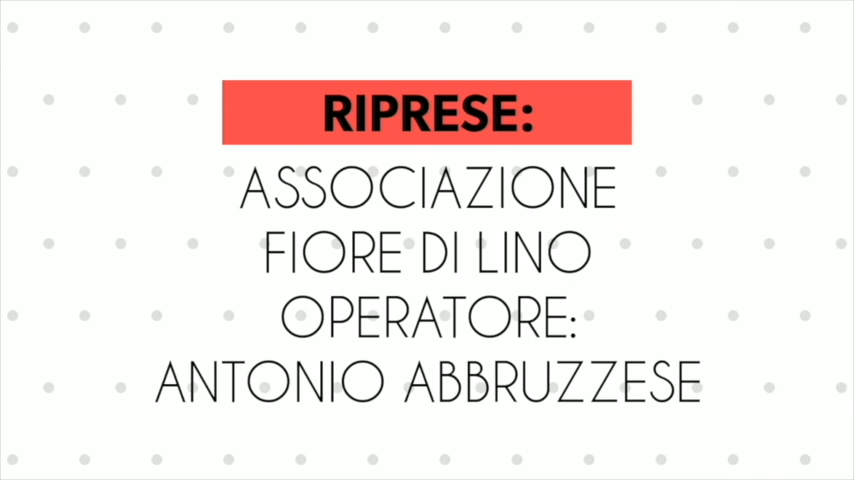 RIPRESE:
ASSOCIAZIONE
FIORE DI LINO
OPERATORE:
ANTONIO ABBRUZZESE